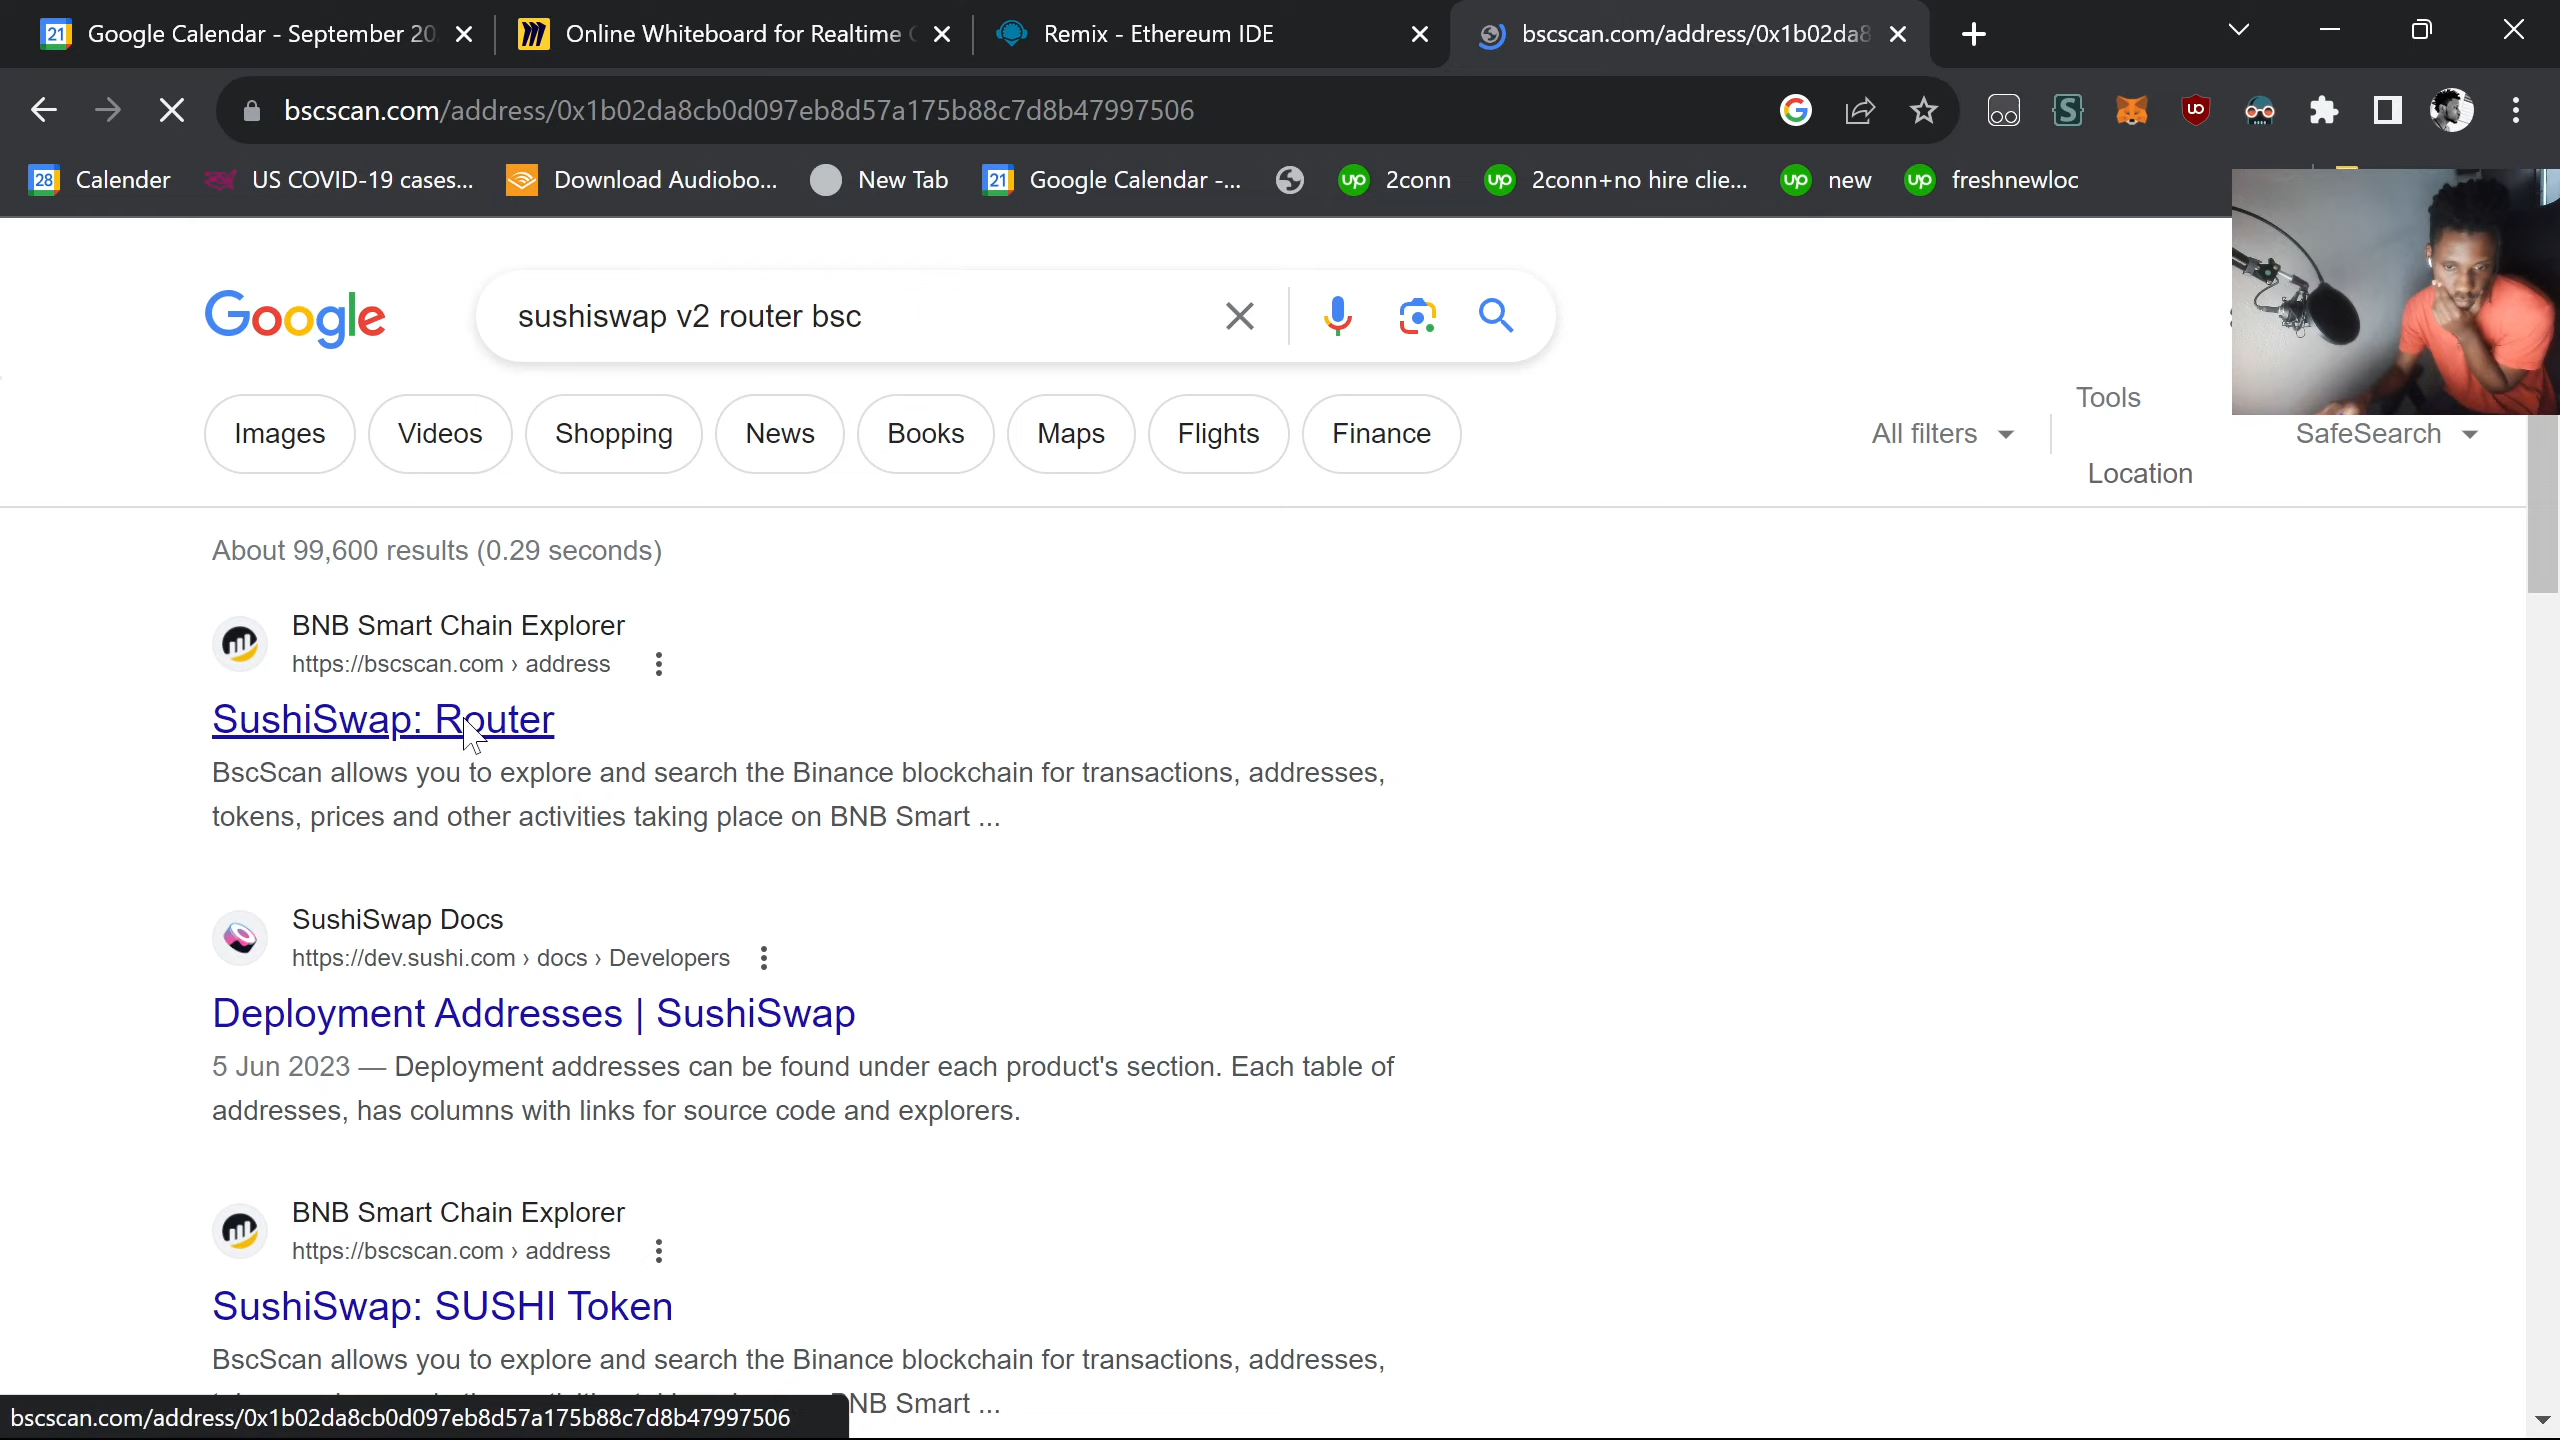 Google Calendar - September 20
Online Whiteboard for Realtime C
Remix - Ethereum IDE
bscscan.com/address/0x1b02da8
bscscan.com/address/0x1b02da8cb0d097eb8d57a175b88c7d8b47997506
28 Calender
US COVID-19 cases...
Download Audiobo...
New Tab
21 Google Calendar -...
up 2conn
up 2conn+no hire clie...
up new
up freshnewloc
Google
sushiswap v2 router bsc
Images
Videos
Shopping
News
Books
Maps
Flights
Finance
All filters
Tools
Location
SafeSearch
About 99,600 results (0.29 seconds)
BNB Smart Chain Explorer
https://bscscan.com › address
SushiSwap: Router
BscScan allows you to explore and search the Binance blockchain for transactions, addresses,
tokens, prices and other activities taking place on BNB Smart ...
SushiSwap Docs
https://dev.sushi.com › docs › Developers
Deployment Addresses | SushiSwap
5 Jun 2023 — Deployment addresses can be found under each product's section. Each table of
addresses, has columns with links for source code and explorers.
BNB Smart Chain Explorer
https://bscscan.com › address
SushiSwap: SUSHI Token
BscScan allows you to explore and search the Binance blockchain for transactions, addresses,
BNB Smart ...
bscscan.com/address/0x1b02da8cb0d097eb8d57a175b88c7d8b47997506